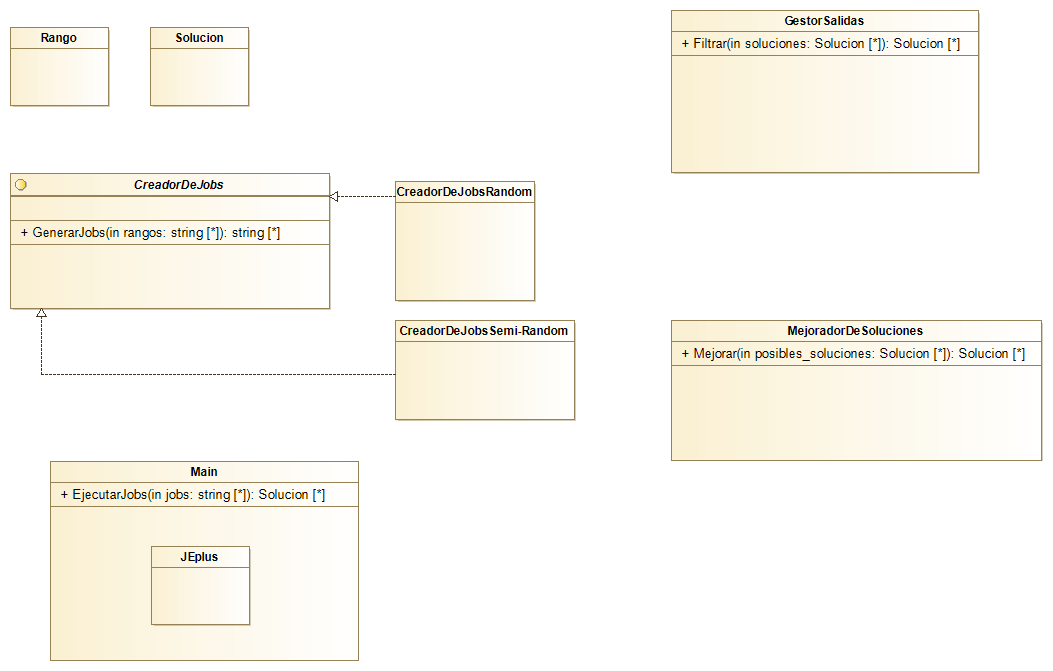 Rango
Solucion
GestorSalidas
+ Filtrar(in soluciones: Solucion [*]): Solucion [*]
CreadorDeJobs
+ GenerarJobs(in rangos: string [*]): string [*]
CreadorDeJobsRandom
CreadorDeJobsSemi-Random
MejoradorDeSoluciones
+ Mejorar(in posibles_soluciones: Solucion [*]): Solucion [*]
Main
+ EjecutarJobs(in jobs: string [*]): Solucion [*]
JEplus